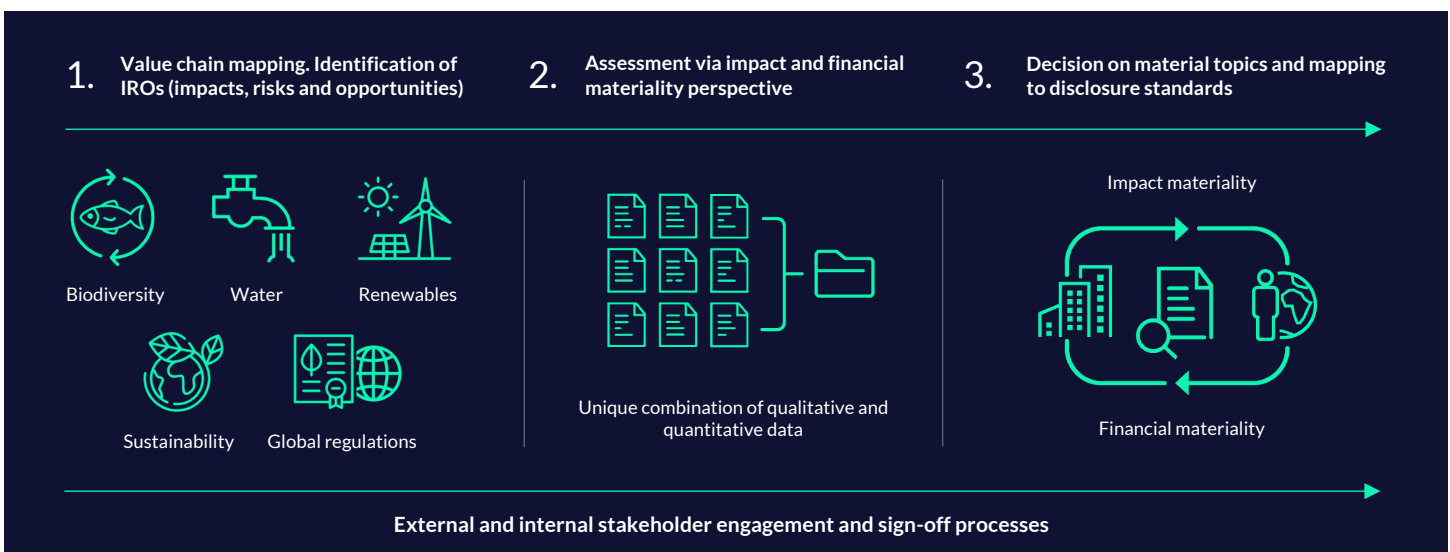 1.
Value chain mapping. Identification of
IROs (impacts, risks and opportunities)
2.
Assessment via impact and financial
materiality perspective
3.
Decision on material topics and mapping
to disclosure standards
Biodiversity
Water
Renewables
Sustainability
Global regulations
Unique combination of qualitative and
quantitative data
Impact materiality
Financial materiality
External and internal stakeholder engagement and sign-off processes